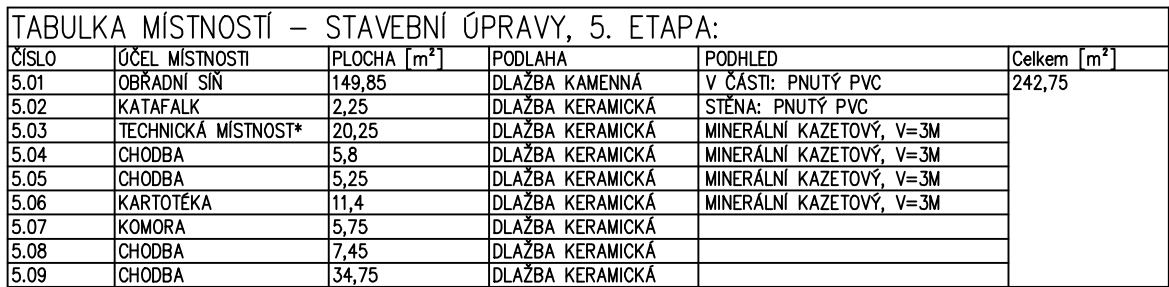 TABULKA MÍSTNOSTÍ – STAVEBNÍ ÚPRAVY, 5. ETAPA:
ČÍSLO ÚČEL MÍSTNOSTI PLOCHA [m²] PODLAHA PODHLED Celkem [m²]
5.01 OBŘADNÍ SÍŇ 149,85 DLAŽBA KAMENNÁ V ČÁSTI: PNUTÝ PVC 242,75
5.02 KATAFALK 2,25 DLAŽBA KERAMICKÁ STĚNA: PNUTÝ PVC
5.03 TECHNICKÁ MÍSTNOST* 20,25 DLAŽBA KERAMICKÁ MINERÁLNÍ KAZETOVÝ, V=3M
5.04 CHODBA 5,8 DLAŽBA KERAMICKÁ MINERÁLNÍ KAZETOVÝ, V=3M
5.05 CHODBA 5,25 DLAŽBA KERAMICKÁ MINERÁLNÍ KAZETOVÝ, V=3M
5.06 KARTOTÉKA 11,4 DLAŽBA KERAMICKÁ MINERÁLNÍ KAZETOVÝ, V=3M
5.07 KOMORA 5,75 DLAŽBA KERAMICKÁ
5.08 CHODBA 7,45 DLAŽBA KERAMICKÁ
5.09 CHODBA 34,75 DLAŽBA KERAMICKÁ